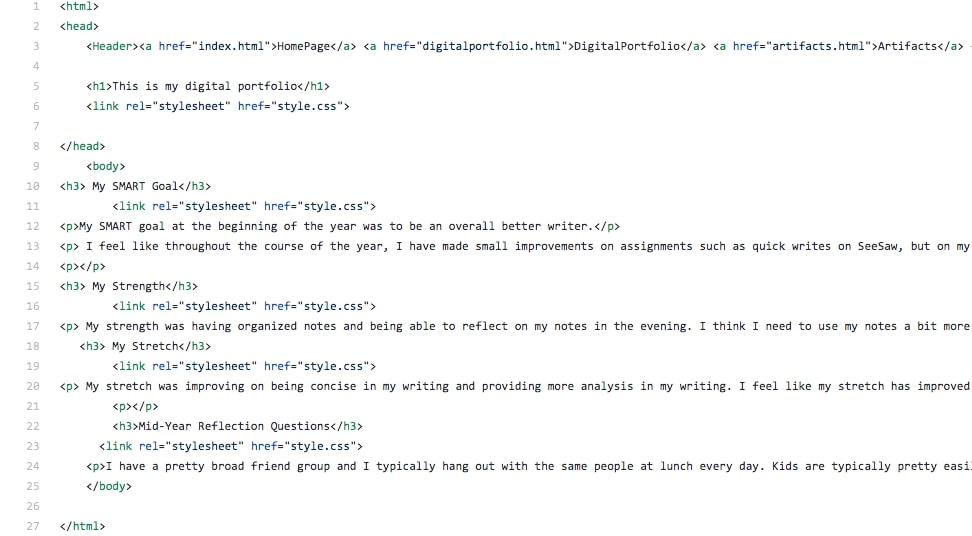 1 <html>
2 <head>
3 <Header><a href="index.html">HomePage</a> <a href="digitalportfolio.html">DigitalPortfolio</a> <a href="artifacts.html">Artifacts</a>
4
5 <h1>This is my digital portfolio</h1>
6 <link rel="stylesheet" href="style.css">
7
8 </head>
9 <body>
10 <h3> My SMART Goal</h3>
11 <link rel="stylesheet" href="style.css">
12 <p>My SMART goal at the beginning of the year was to be an overall better writer.</p>
13 <p> I feel like throughout the course of the year, I have made small improvements on assignments such as quick writes on SeeSaw, but on my
14 <p></p>
15 <h3> My Strength</h3>
16 <link rel="stylesheet" href="style.css">
17 <p> My strength was having organized notes and being able to reflect on my notes in the evening. I think I need to use my notes a bit more
18 <h3> My Stretch</h3>
19 <link rel="stylesheet" href="style.css">
20 <p> My stretch was improving on being concise in my writing and providing more analysis in my writing. I feel like my stretch has improved
21 <p></p>
22 <h3>Mid-Year Reflection Questions</h3>
23 <link rel="stylesheet" href="style.css">
24 <p>I have a pretty broad friend group and I typically hang out with the same people at lunch every day. Kids are typically pretty easi
25 </body>
26
27 </html>